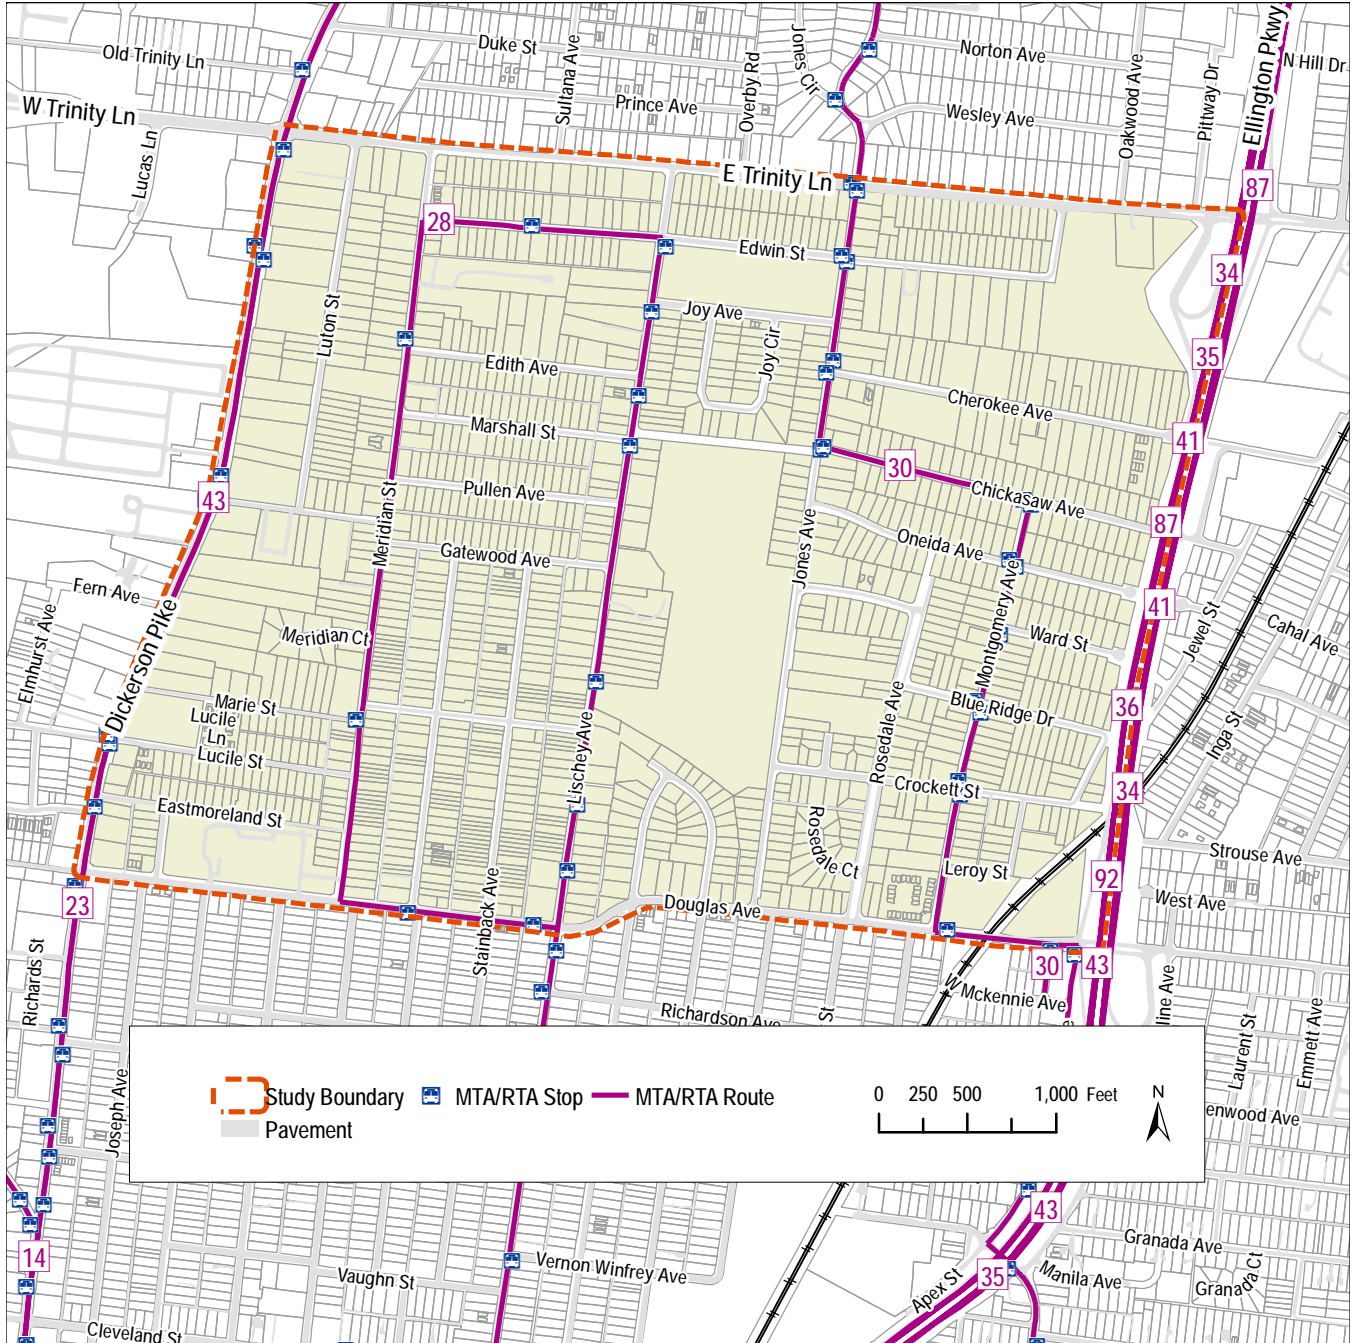 Old Trinity Ln
Duke St
Sultana Ave
Overby Rd
Jones Cir
Norton Ave
Oakwood Ave
Pittway Dr
Ellington Pkwy
N Hill Dr
W Trinity Ln
Lucas Ln
Prince Ave
Wesley Ave
E Trinity Ln
87
28
Edwin St
34
Luton St
Joy Ave
Joy Cir
35
Edith Ave
Cherokee Ave
Marshall St
41
30
43
Pullen Ave
Chickasaw Ave
Meridian St
Jones Ave
87
Gatewood Ave
Oneida Ave
Fern Ave
Montgomery Ave
41
Elmhurst Ave
Dickerson Pike
Meridian Ct
Ward St
Jewel St
Cahal Ave
Marie St
Lucile
Ln
Lucile St
Lischey Ave
Rosedale Ave
Blue Ridge Dr
36
Inga St
Eastmoreland St
Crockett St
34
Rosedale Ct
Strouse Ave
Leroy St
92
23
Stainback Ave
Douglas Ave
West Ave
Richards St
30
43
W Mckennie Ave
Richardson Ave
St
line Ave
Laurent St
Emmett Ave
Joseph Ave
Study Boundary
MTA/RTA Stop
MTA/RTA Route
Pavement
0 250 500 1,000 Feet
N
enwood Ave
43
14
Vernon Winfrey Ave
Vaughn St
Granada Ave
35
Apex St
Manila Ave
Granada Ct
Cleveland St